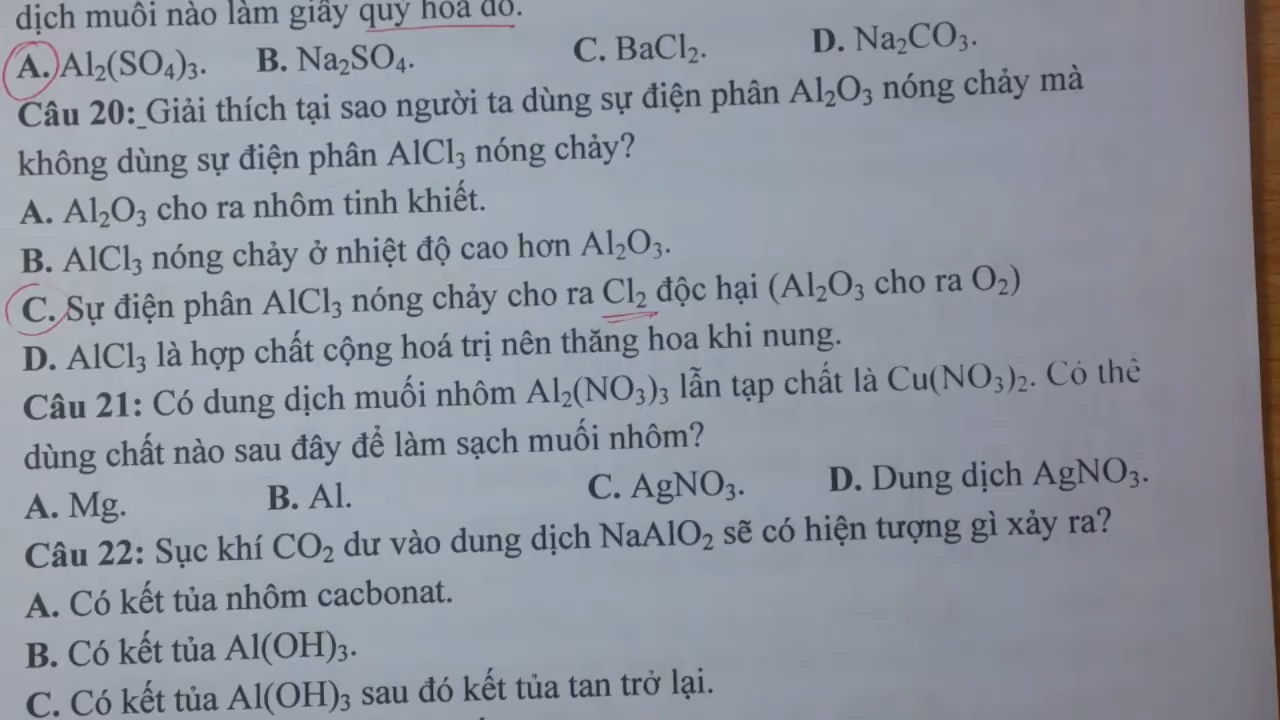 dịch muối nào làm giấy quỳ hoá đỏ.
A. Al₂(SO₄)₃. B. Na₂SO₄. C. BaCl₂. D. Na₂CO₃.
Câu 20: Giải thích tại sao người ta dùng sự điện phân Al₂O₃ nóng chảy mà
không dùng sự điện phân AlCl₃ nóng chảy?
A. Al₂O₃ cho ra nhôm tinh khiết.
B. AlCl₃ nóng chảy ở nhiệt độ cao hơn Al₂O₃.
C. Sự điện phân AlCl₃ nóng chảy cho ra Cl₂ độc hại (Al₂O₃ cho ra O₂)
D. AlCl₃ là hợp chất cộng hoá trị nên thăng hoa khi nung.
Câu 21: Có dung dịch muối nhôm Al₂(NO₃)₃ lẫn tạp chất là Cu(NO₃)₂. Có thể
dùng chất nào sau đây để làm sạch muối nhôm?
A. Mg. B. Al. C. AgNO₃. D. Dung dịch AgNO₃.
Câu 22: Sục khí CO₂ dư vào dung dịch NaAlO₂ sẽ có hiện tượng gì xảy ra?
A. Có kết tủa nhôm cacbonat.
B. Có kết tủa Al(OH)₃.
C. Có kết tủa Al(OH)₃ sau đó kết tủa tan trở lại.